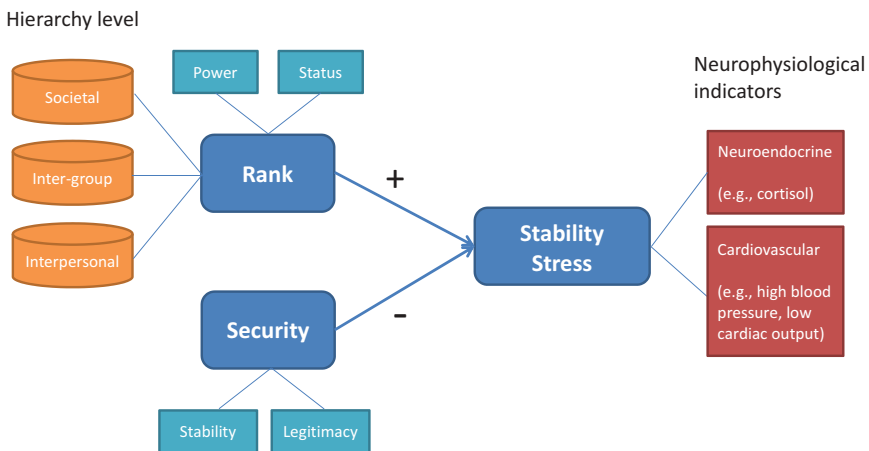 Hierarchy level
Societal
Inter-group
Interpersonal
Power
Status
Rank
+
Security
-
Stability
Legitimacy
Stability
Stress
Neurophysiological
indicators
Neuroendocrine
(e.g., cortisol)
Cardiovascular
(e.g., high blood
pressure, low
cardiac output)